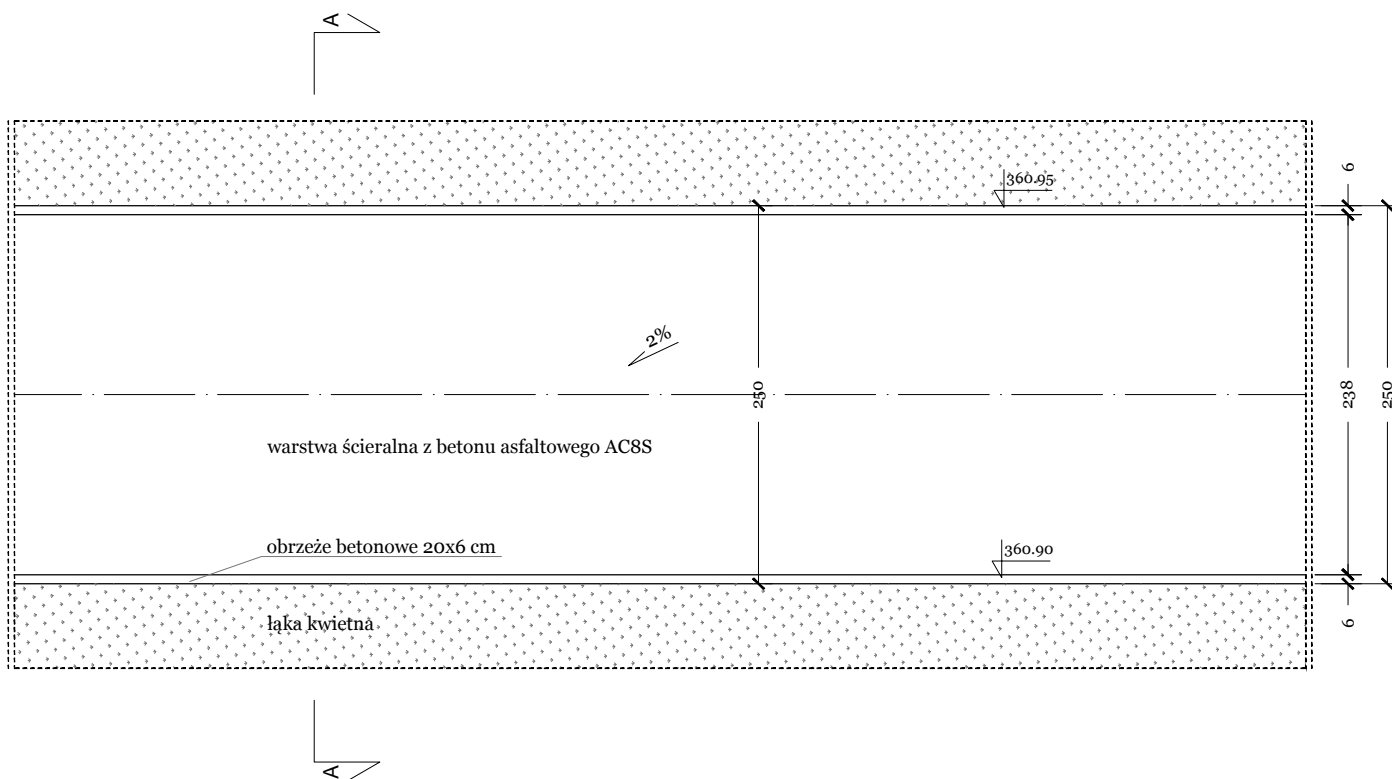 A
6
360.95
2%
250
238
250
warstwa ścieralna z betonu asfaltowego AC8S
obrzeże betonowe 20x6 cm
360.90
łąka kwietna
6
A